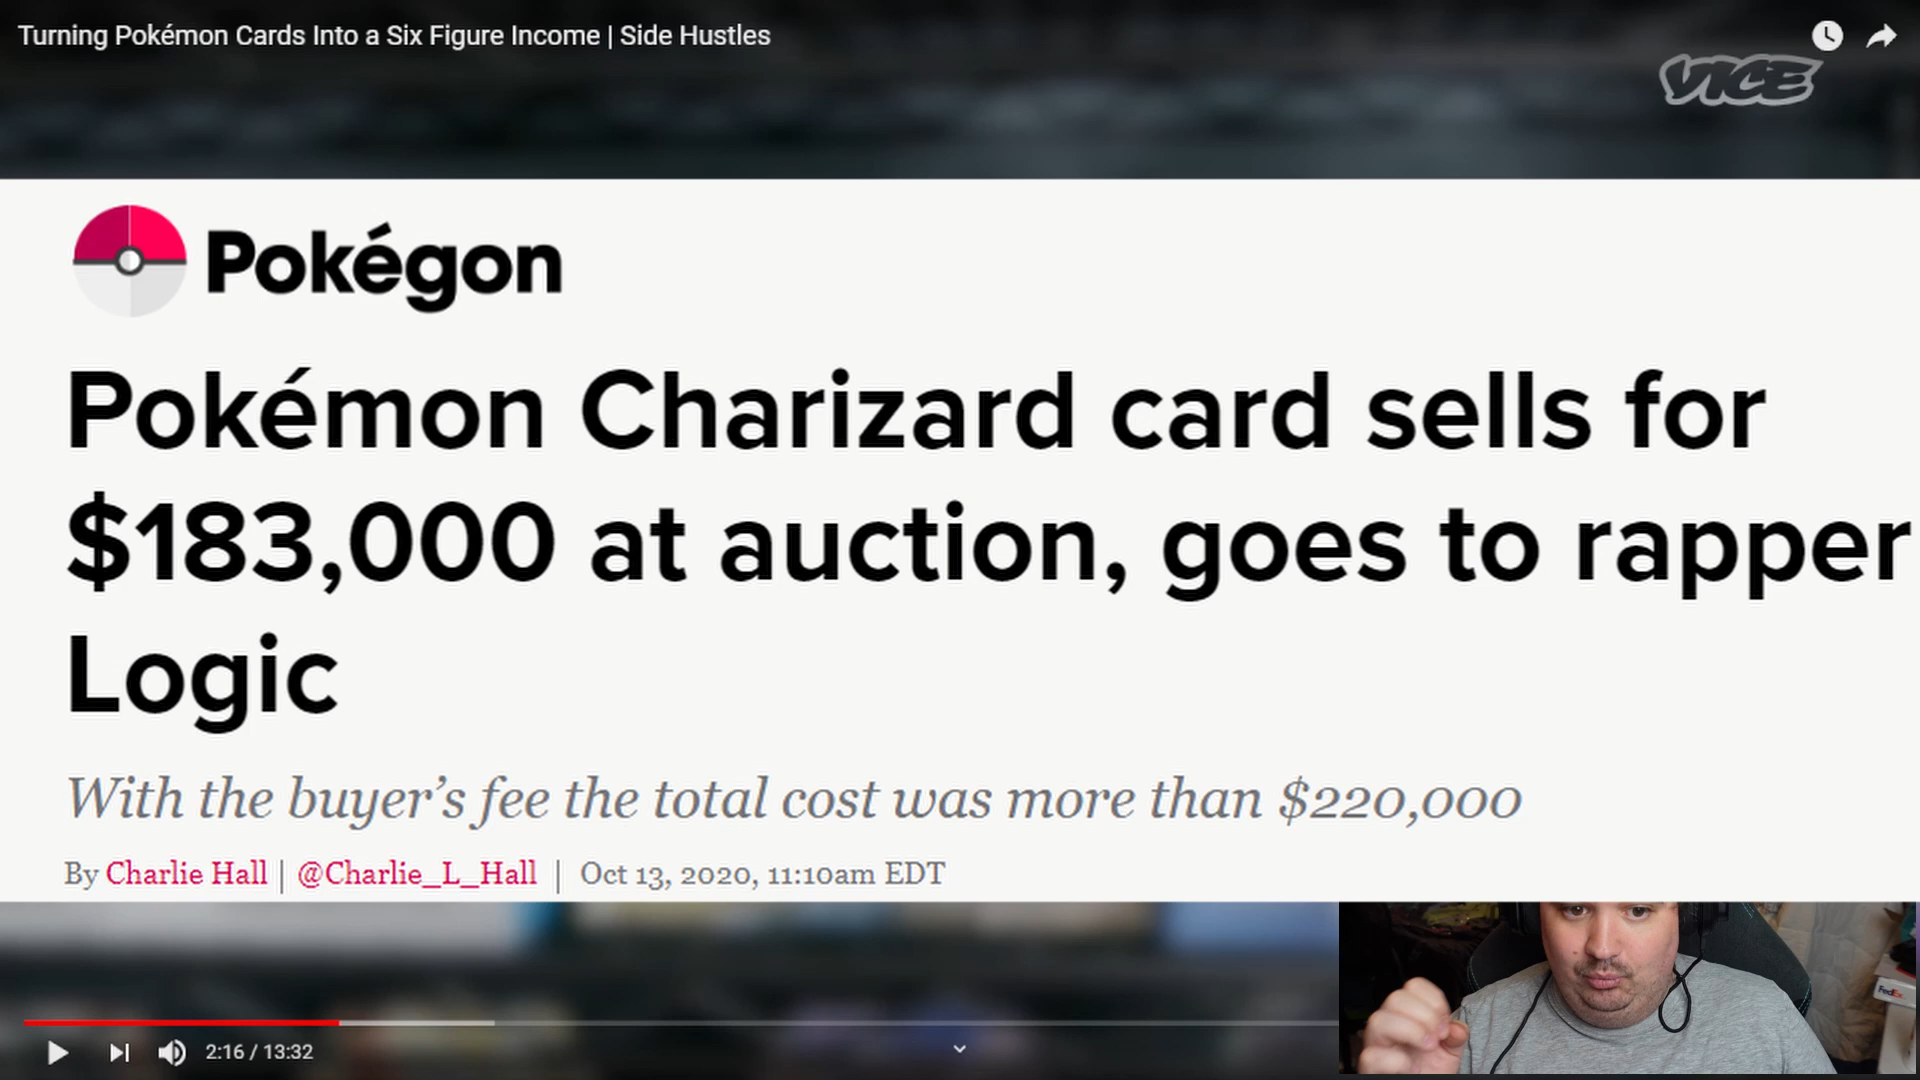 Turning Pokémon Cards Into a Six Figure Income | Side Hustles
VICE
Pokégon
Pokémon Charizard card sells for
$183,000 at auction, goes to rapper
Logic
With the buyer’s fee the total cost was more than $220,000
By Charlie Hall | @Charlie_L_Hall | Oct 13, 2020, 11:10am EDT
FedEx
2:16 / 13:32